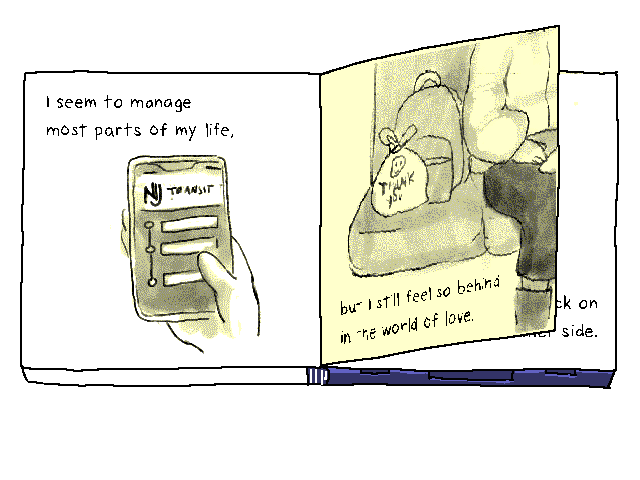 I seem to manage
most parts of my life,
NJ TRANSIT
THANK
YOU
but I still feel so behind
in the world of love.
on
side.